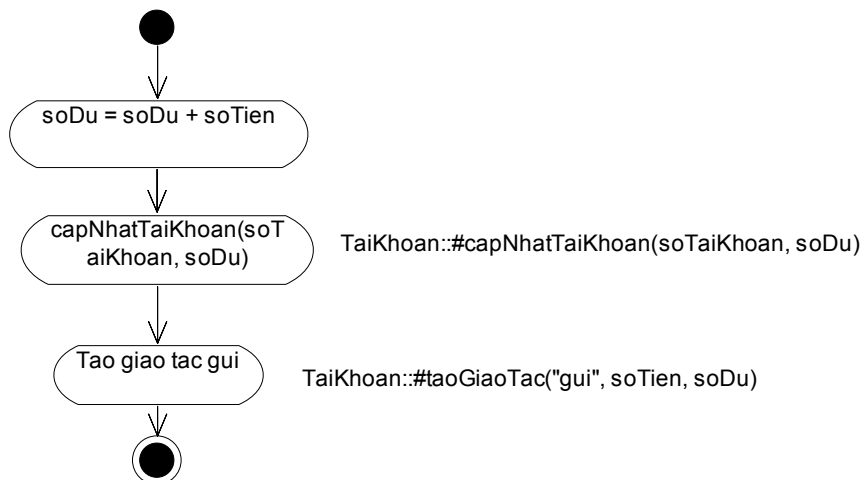 soDu = soDu + soTien
capNhatTaiKhoan(soT
aiKhoan, soDu)
TaiKhoan::#capNhatTaiKhoan(soTaiKhoan, soDu)
Tao giao tac gui
TaiKhoan::#taoGiaoTac("gui", soTien, soDu)